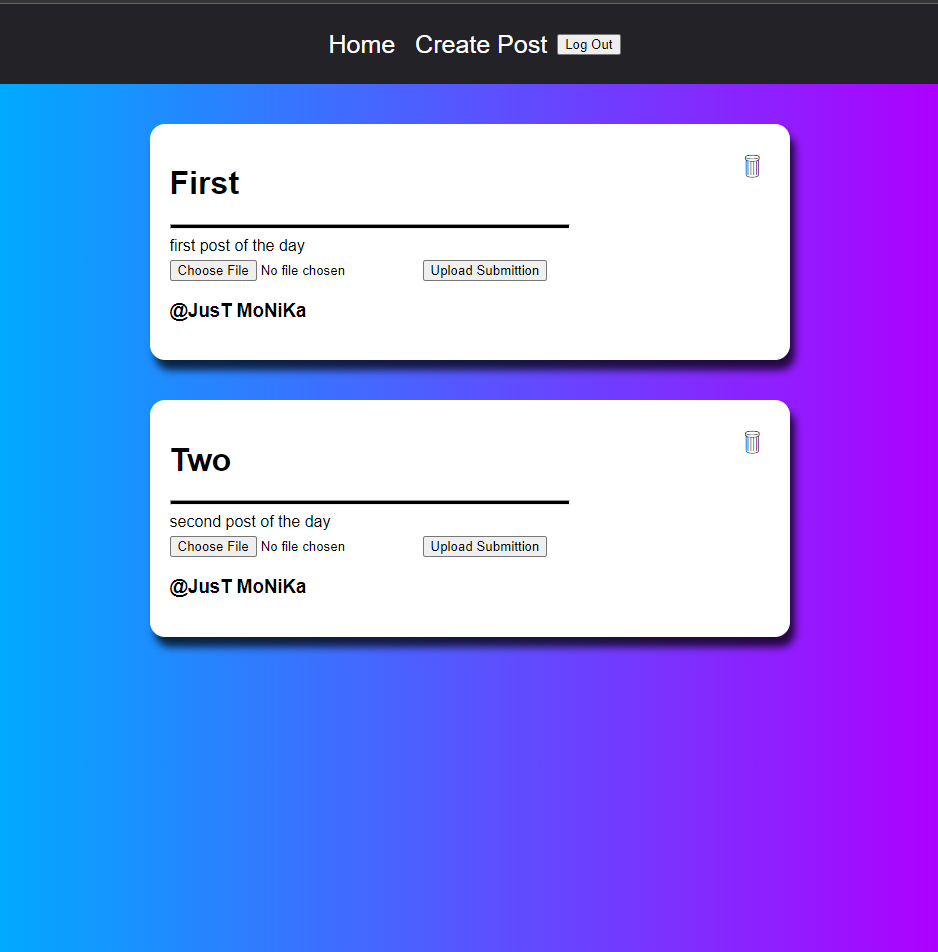 Home Create Post Log Out
First
first post of the day
Choose File No file chosen Upload Submittion
@JusT MoNiKa
Two
second post of the day
Choose File No file chosen Upload Submittion
@JusT MoNiKa